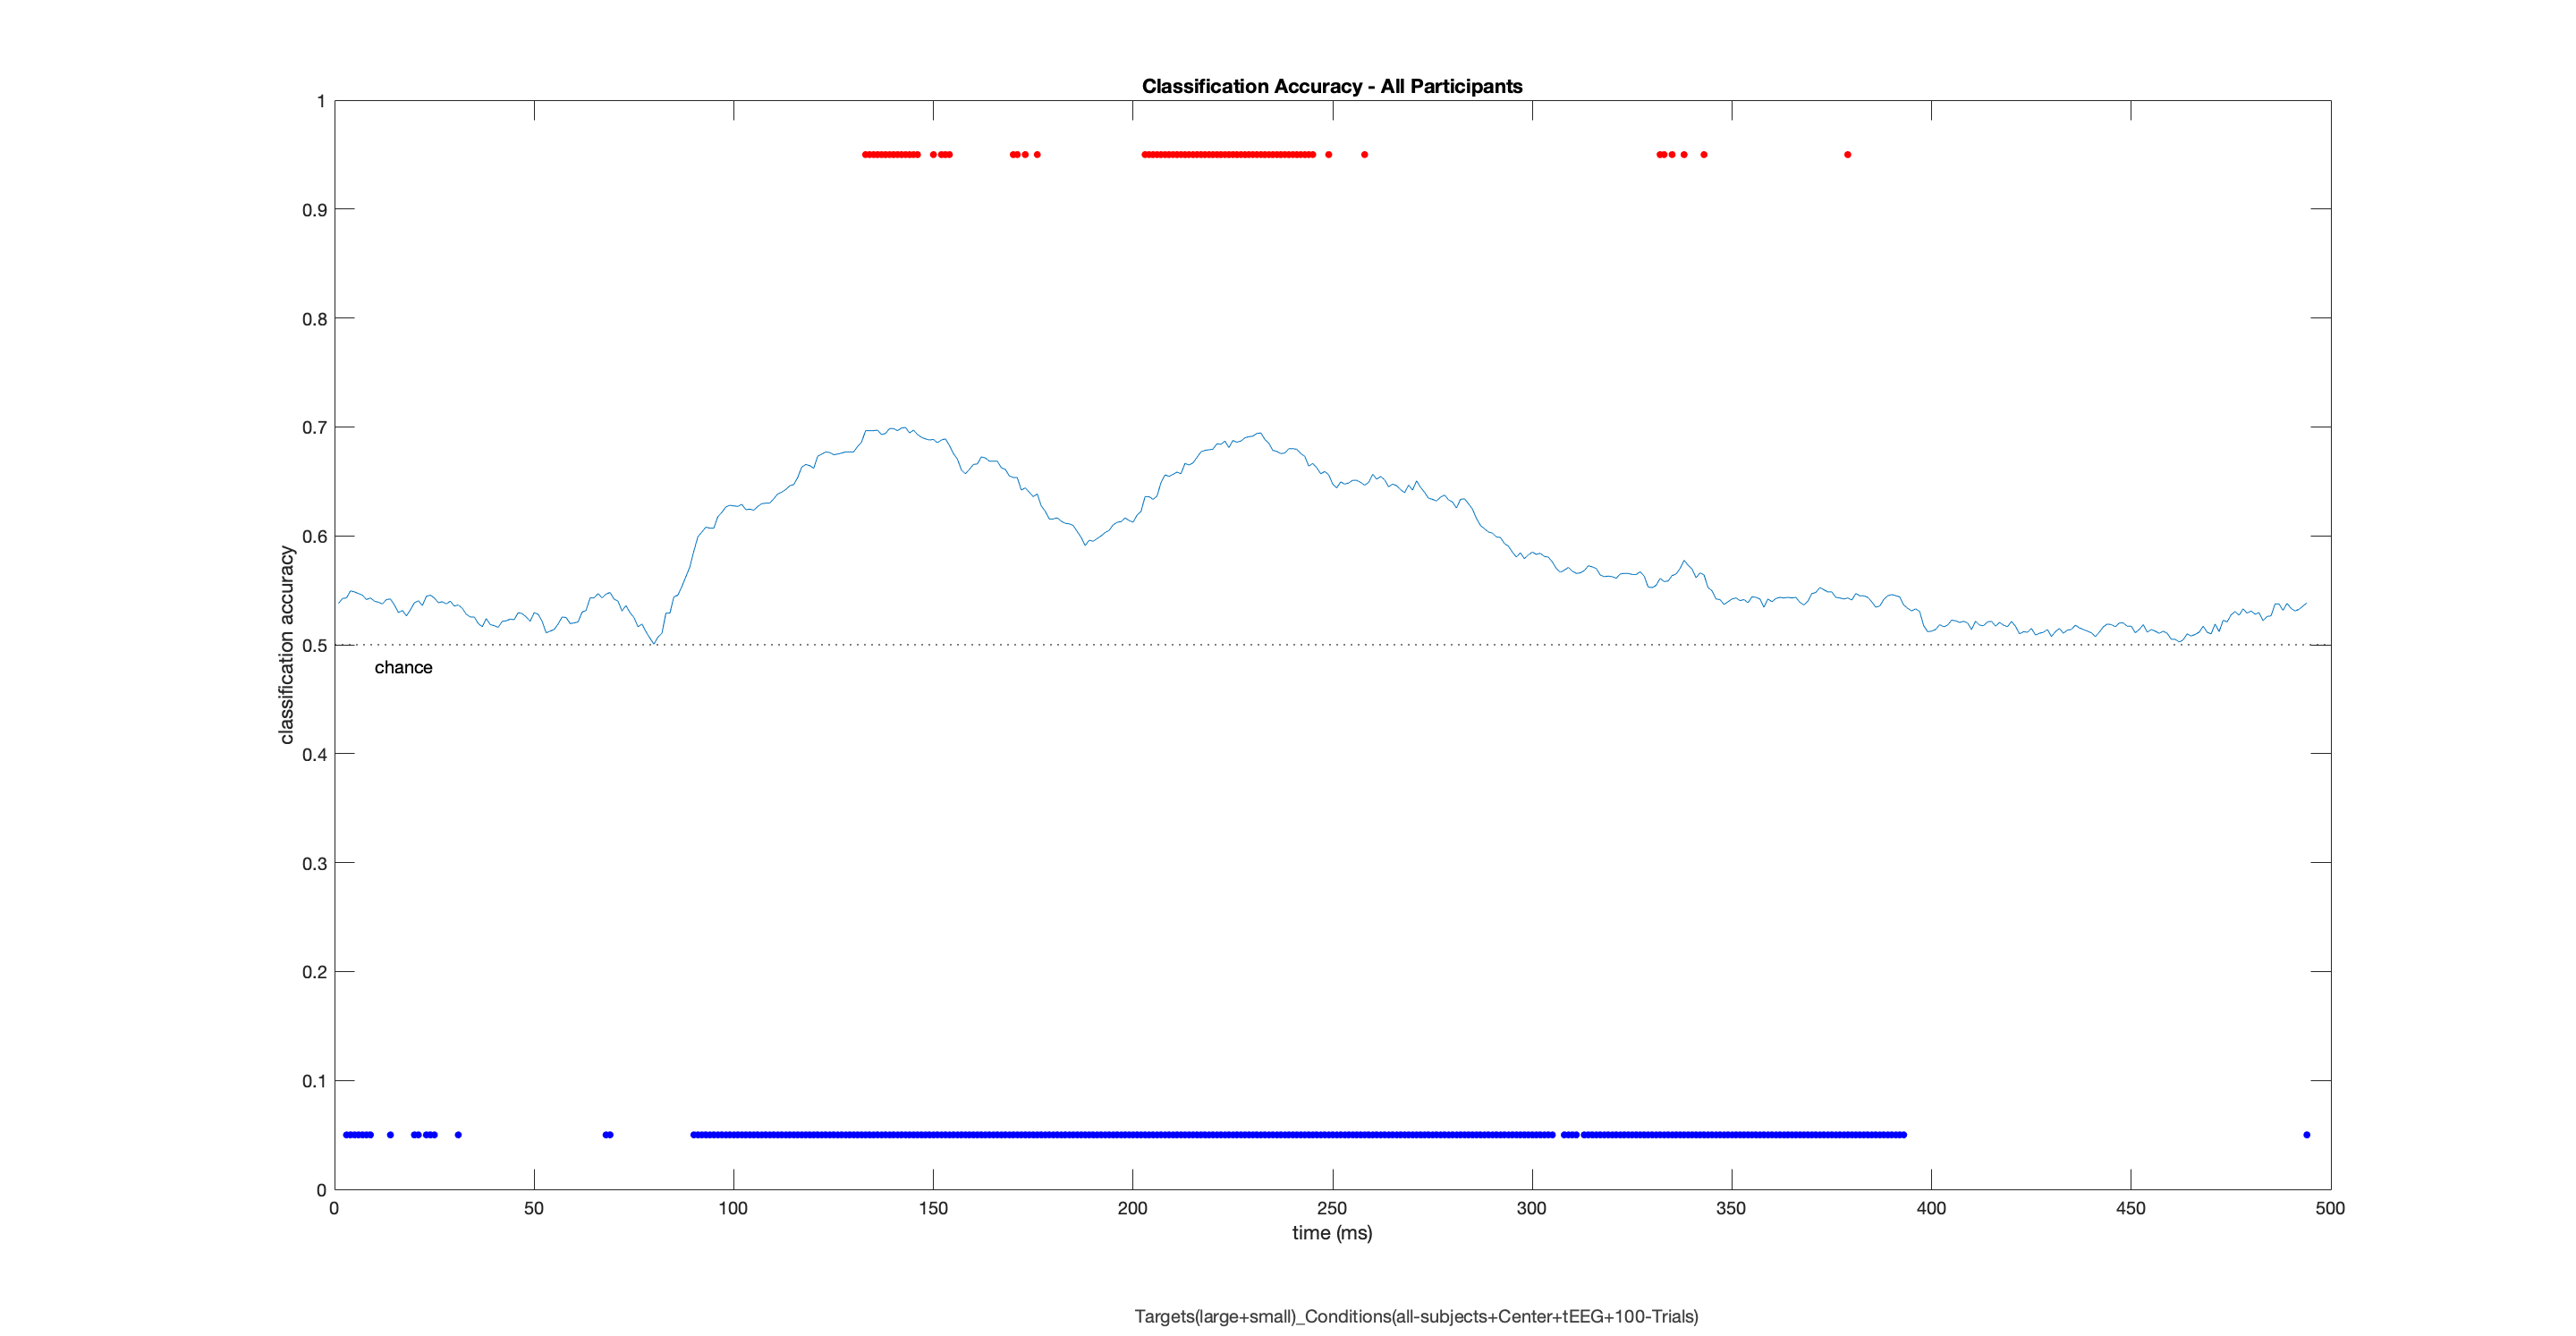 Classification Accuracy - All Participants
1
0.9
0.8
0.7
0.6
0.5
0.4
0.3
0.2
0.1
0
classification accuracy
chance
0 50 100 150 200 250 300 350 400 450 500
time (ms)
Targets(large+small)_Conditions(all-subjects+Center+tEEG+100-Trials)